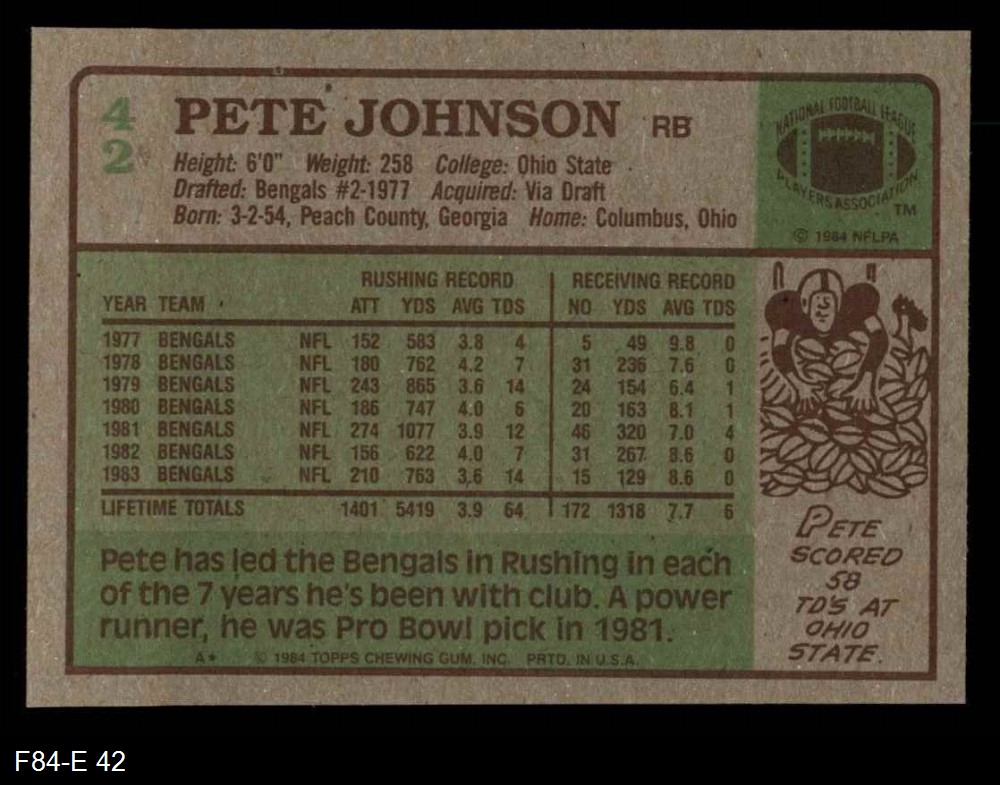 42
PETE JOHNSON RB
Height: 6'0" Weight: 258 College: Ohio State
Drafted: Bengals #2-1977 Acquired: Via Draft
Born: 3-2-54, Peach County, Georgia Home: Columbus, Ohio
NATIONAL FOOTBALL LEAGUE
PLAYERS ASSOCIATION
TM
© 1984 NFLPA
RUSHING RECORD RECEIVING RECORD
YEAR TEAM ATT YDS AVG TDS NO YDS AVG TDS
1977 BENGALS NFL 152 583 3.8 4 5 49 9.8 0
1978 BENGALS NFL 180 762 4.2 7 31 236 7.6 0
1979 BENGALS NFL 243 865 3.6 14 24 154 6.4 1
1980 BENGALS NFL 186 747 4.0 6 20 163 8.1 1
1981 BENGALS NFL 274 1077 3.9 12 46 320 7.0 4
1982 BENGALS NFL 156 622 4.0 7 31 267 8.6 0
1983 BENGALS NFL 210 763 3.6 14 15 129 8.6 0
LIFETIME TOTALS 1401 5419 3.9 64 172 1318 7.7 6
Pete has led the Bengals in Rushing in each
of the 7 years he's been with club. A power
runner, he was Pro Bowl pick in 1981.
A* © 1984 TOPPS CHEWING GUM, INC. PRTD. IN U.S.A.
PETE
SCORED
58
TD'S AT
OHIO
STATE.
F84-E 42